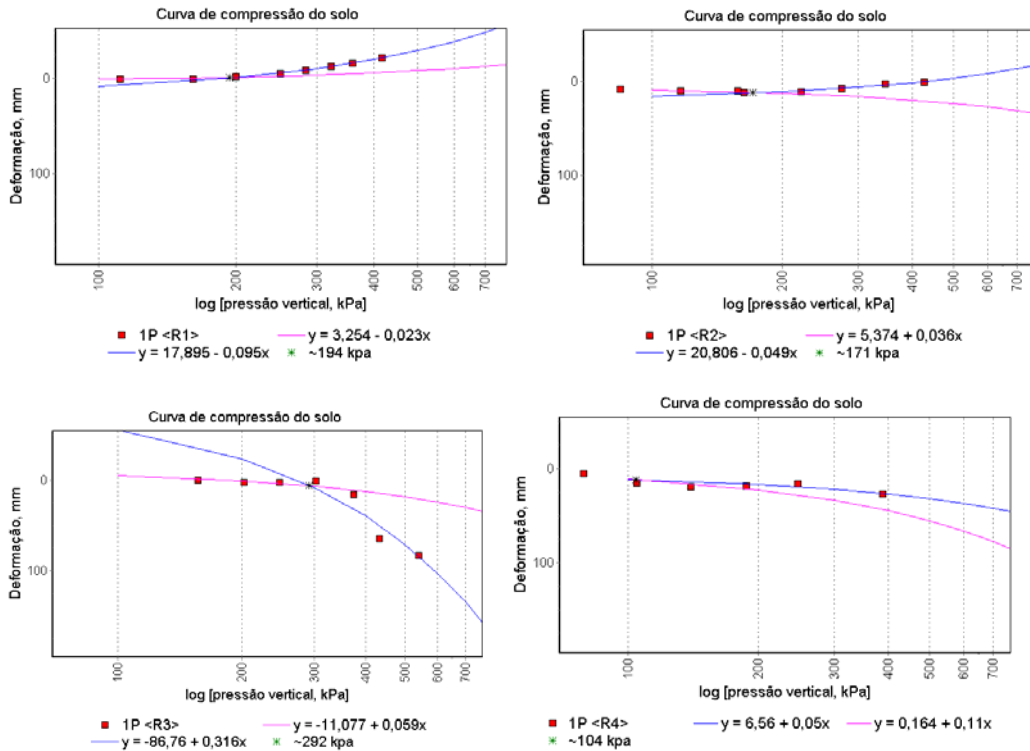 Curva de compressão do solo
Deformação, mm
0
100
100
200
300
400
500
600
700
log [pressão vertical, kPa]
1P <R1>
y = 3,254 - 0,023x
y = 17,895 - 0,095x
~194 kpa
Curva de compressão do solo
Deformação, mm
0
100
100
200
300
400
500
600
700
log [pressão vertical, kPa]
1P <R2>
y = 5,374 + 0,036x
y = 20,806 - 0,049x
~171 kpa
Curva de compressão do solo
Deformação, mm
0
100
100
200
300
400
500
600
700
log [pressão vertical, kPa]
1P <R3>
y = -11,077 + 0,059x
y = -86,76 + 0,316x
~292 kpa
Curva de compressão do solo
Deformação, mm
0
100
100
200
300
400
500
600
700
log [pressão vertical, kPa]
1P <R4>
y = 6,56 + 0,05x
y = 0,164 + 0,11x
~104 kpa